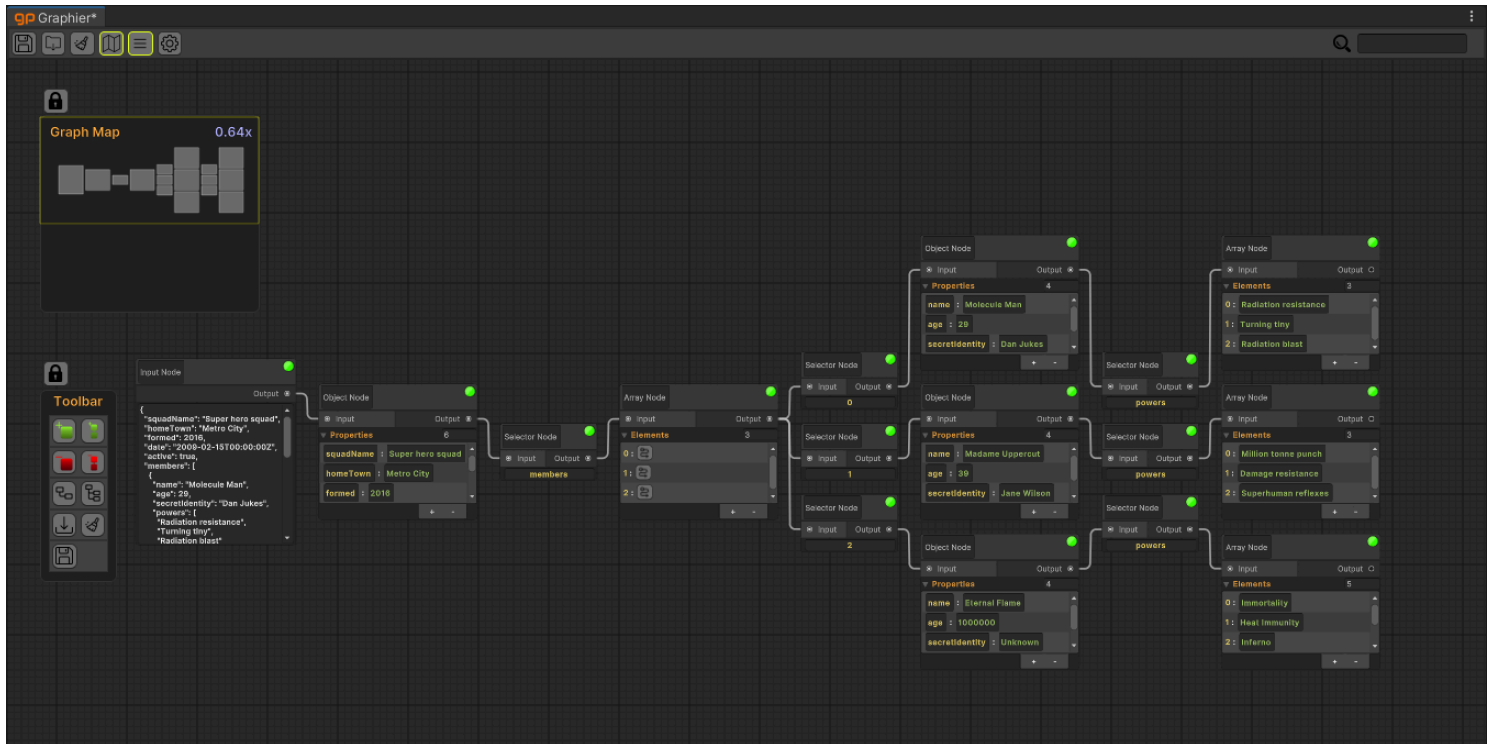 gp Graphier*
Graph Map 0.64x
Toolbar
Input Node
Output
{
"squadName": "Super hero squad",
"homeTown": "Metro City",
"formed": 2016,
"date": "2008-02-15T00:00:00Z",
"active": true,
"members": [
{
"name": "Molecule Man",
"age": 29,
"secretIdentity": "Dan Jukes",
"powers": [
"Radiation resistance",
"Turning tiny",
"Radiation blast"
Object Node
Input Output
Properties 6
squadName : Super hero squad
homeTown : Metro City
formed : 2016
+ -
Selector Node
Input Output
members
Array Node
Input Output
Elements 3
0 :
1 :
2 :
+ -
Selector Node
Input Output
0
Selector Node
Input Output
1
Selector Node
Input Output
2
Object Node
Input Output
Properties 4
name : Molecule Man
age : 29
secretIdentity : Dan Jukes
+ -
Object Node
Input Output
Properties 4
name : Madame Uppercut
age : 39
secretIdentity : Jane Wilson
+ -
Object Node
Input Output
Properties 4
name : Eternal Flame
age : 1000000
secretIdentity : Unknown
+ -
Selector Node
Input Output
powers
Selector Node
Input Output
powers
Selector Node
Input Output
powers
Array Node
Input Output
Elements 3
0 : Radiation resistance
1 : Turning tiny
2 : Radiation blast
+ -
Array Node
Input Output
Elements 3
0 : Million tonne punch
1 : Damage resistance
2 : Superhuman reflexes
+ -
Array Node
Input Output
Elements 5
0 : Immortality
1 : Heat Immunity
2 : Inferno
+ -